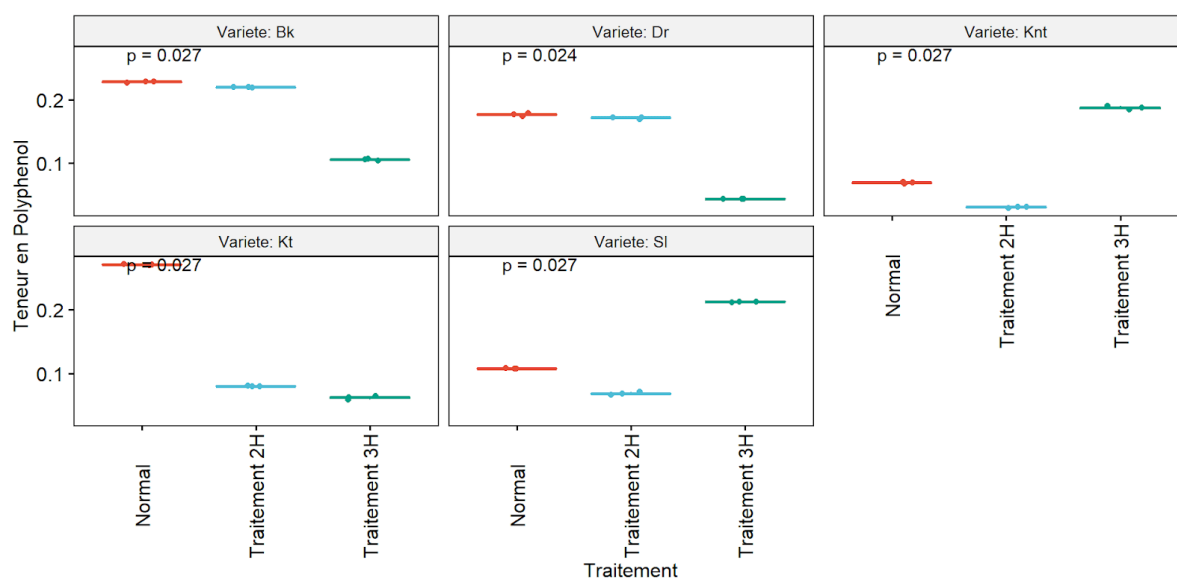 Variete: Bk
Variete: Dr
Variete: Knt
p = 0.027
p = 0.024
p = 0.027
0.2
0.1
Variete: Kt
Variete: Sl
p = 0.027
p = 0.027
0.2
0.1
Teneur en Polyphenol
Normal
Traitement 2H
Traitement 3H
Normal
Traitement 2H
Traitement 3H
Normal
Traitement 2H
Traitement 3H
Traitement